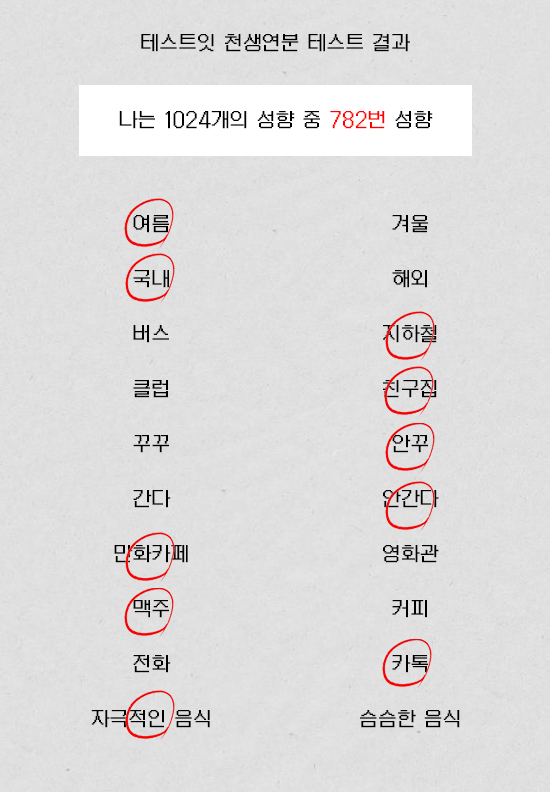 테스트잇 천생연분 테스트 결과
나는 1024개의 성향 중 782번 성향
여름 겨울
국내 해외
버스 지하철
클럽 친구집
꾸꾸 안꾸
간다 안간다
만화카페 영화관
맥주 커피
전화 카톡
자극적인 음식 슴슴한 음식